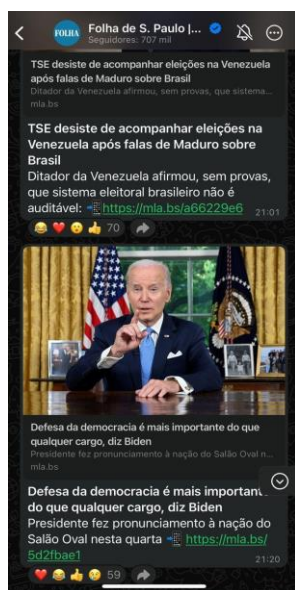 FOLHA
Folha de S. Paulo |...
Seguidores: 707 mil
TSE desiste de acompanhar eleições na Venezuela
após falas de Maduro sobre Brasil
Ditador da Venezuela afirmou, sem provas, que sistema...
mla.bs
TSE desiste de acompanhar eleições na
Venezuela após falas de Maduro sobre
Brasil
Ditador da Venezuela afirmou, sem provas,
que sistema eleitoral brasileiro não é
auditável: https://mla.bs/a66229e6
21:01
70
Defesa da democracia é mais importante do que
qualquer cargo, diz Biden
Presidente fez pronunciamento à nação do Salão Oval n...
mla.bs
Defesa da democracia é mais important
do que qualquer cargo, diz Biden
Presidente fez pronunciamento à nação do
Salão Oval nesta quarta https://mla.bs/
5d2fbae1
21:20
59